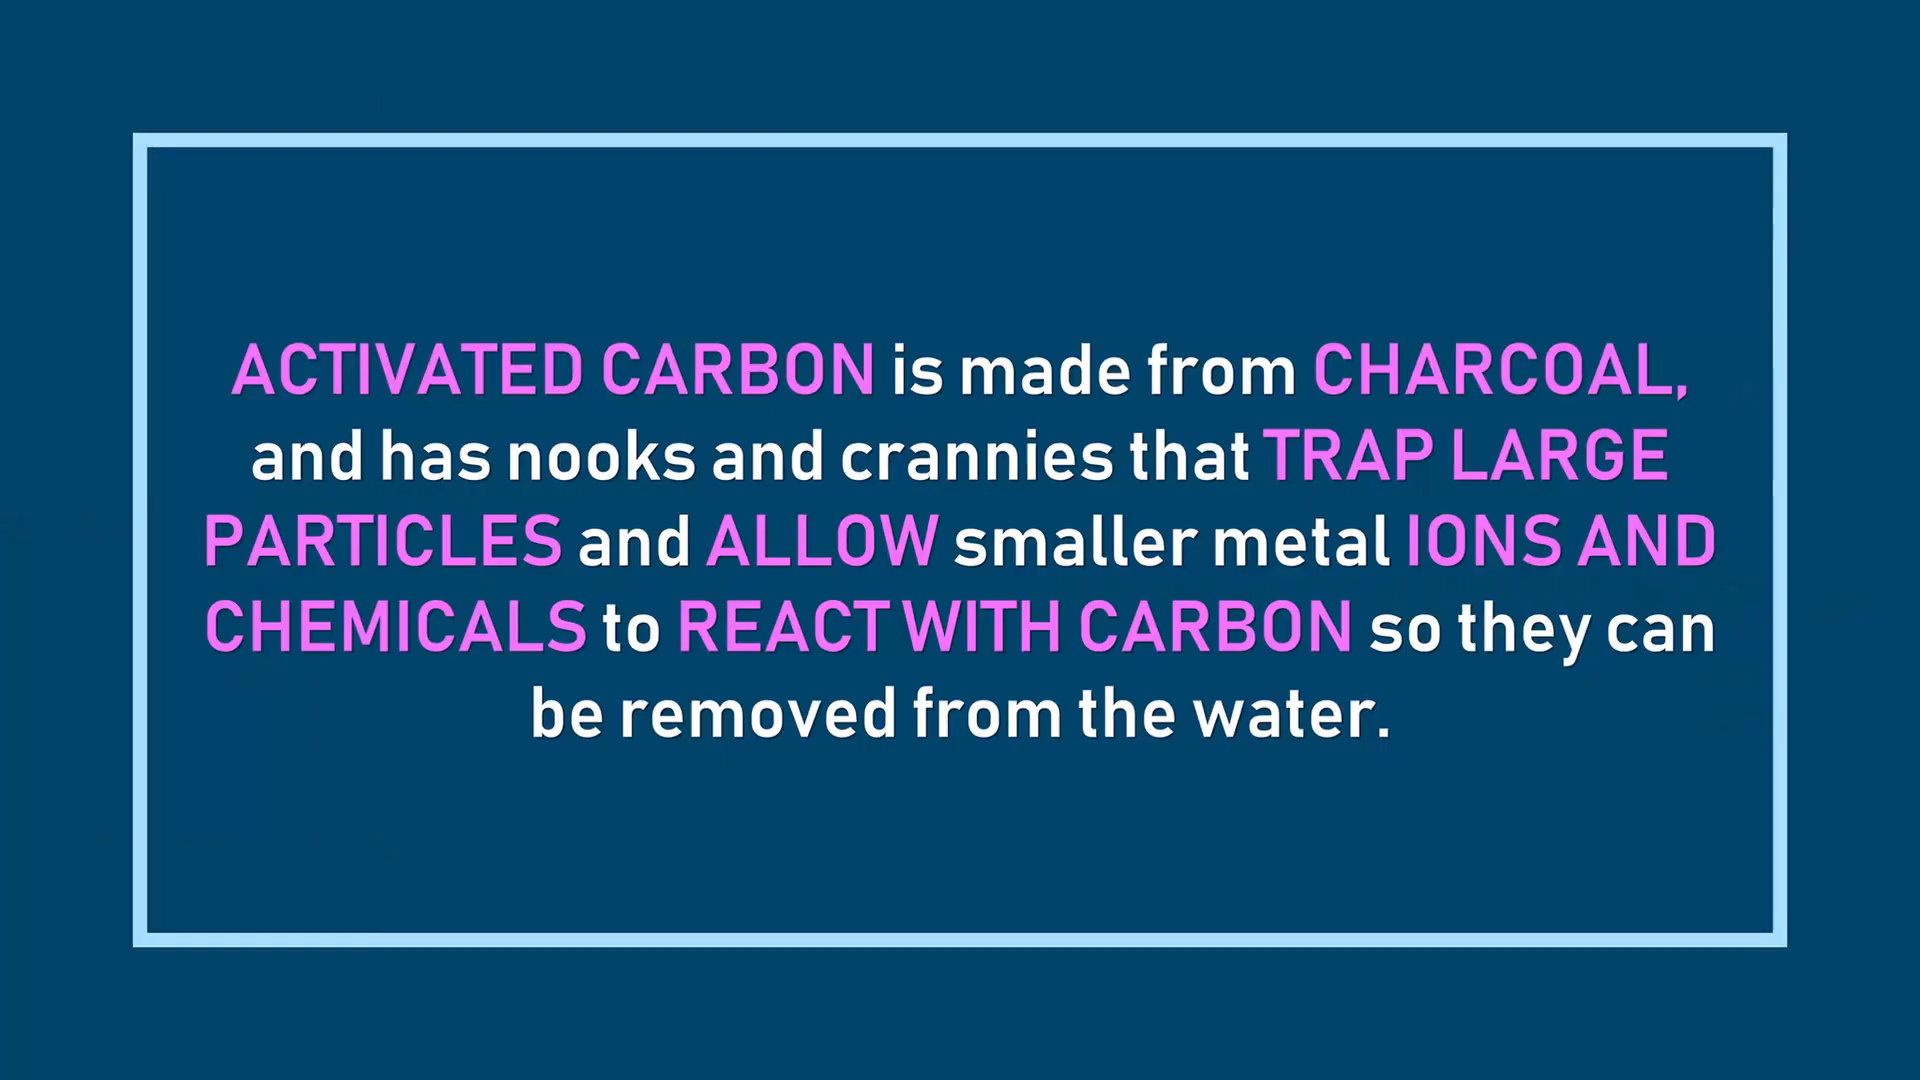 ACTIVATED CARBON is made from CHARCOAL,
and has nooks and crannies that TRAP LARGE
PARTICLES and ALLOW smaller metal IONS AND
CHEMICALS to REACT WITH CARBON so they can
be removed from the water.